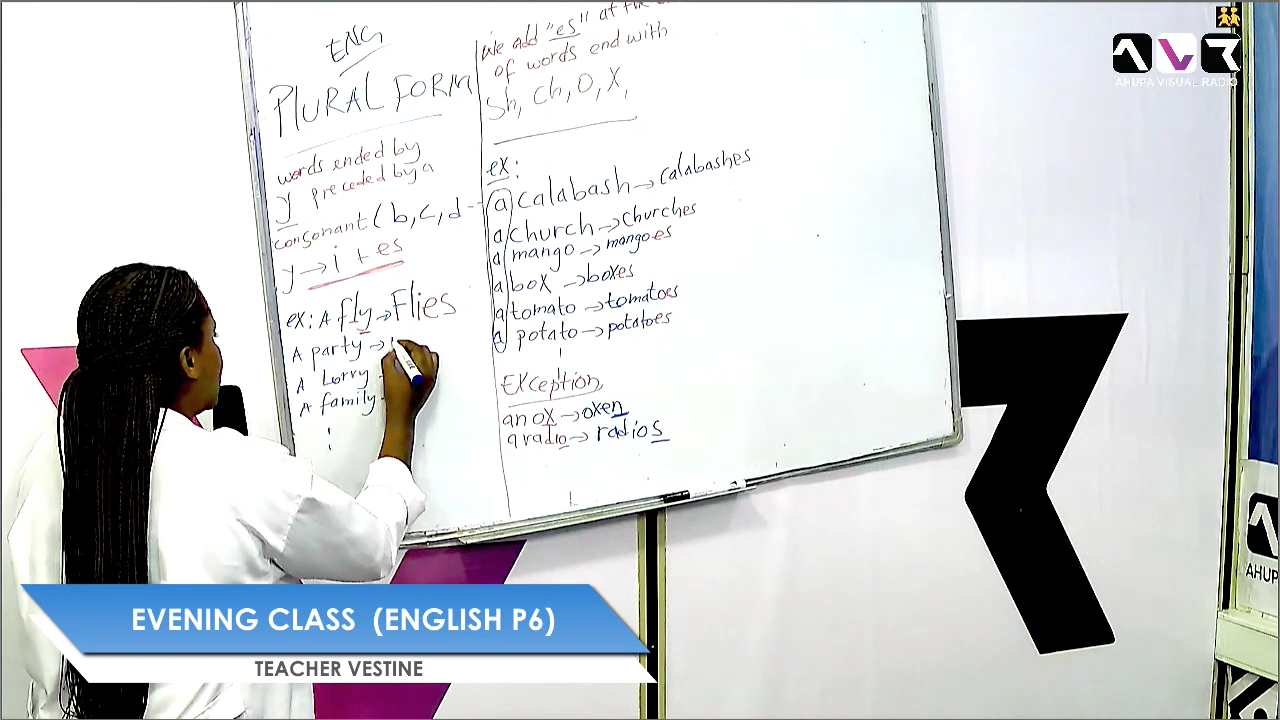 ENG
PLURAL FORM
words ended by
y preceded by a
consonant (b, c, d --
y → i + es
ex: A fly → Flies
A party →
A Lorry
A family
We add "es" at the
of words end with
Sh, Ch, O, X,
ex:
a calabash → calabashes
a church → churches
a mango → mangoes
a box → boxes
a tomato → tomatoes
a potato → potatoes
Exception
an ox → oxen
a radio → radios
AHUPA VISUAL RADIO
EVENING CLASS (ENGLISH P6)
TEACHER VESTINE